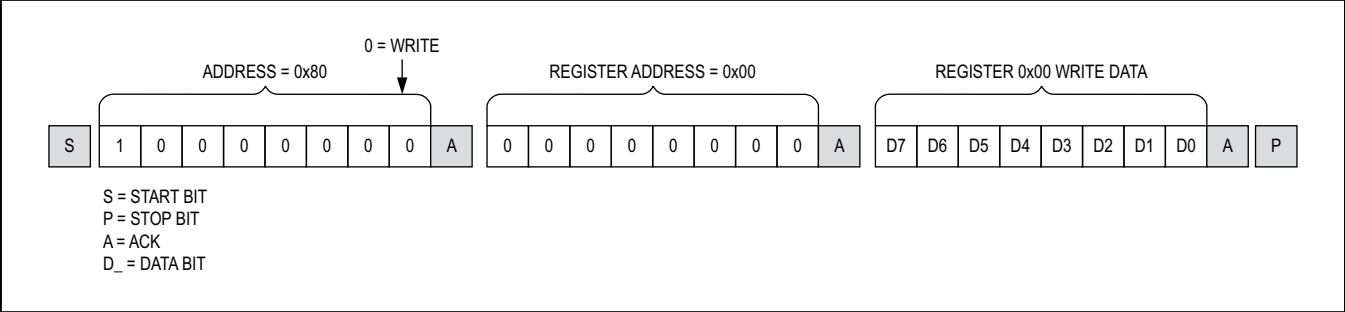 0 = WRITE
ADDRESS = 0x80 REGISTER ADDRESS = 0x00 REGISTER 0x00 WRITE DATA
S 1 0 0 0 0 0 0 0 A 0 0 0 0 0 0 0 0 A D7 D6 D5 D4 D3 D2 D1 D0 A P
S = START BIT
P = STOP BIT
A = ACK
D_ = DATA BIT